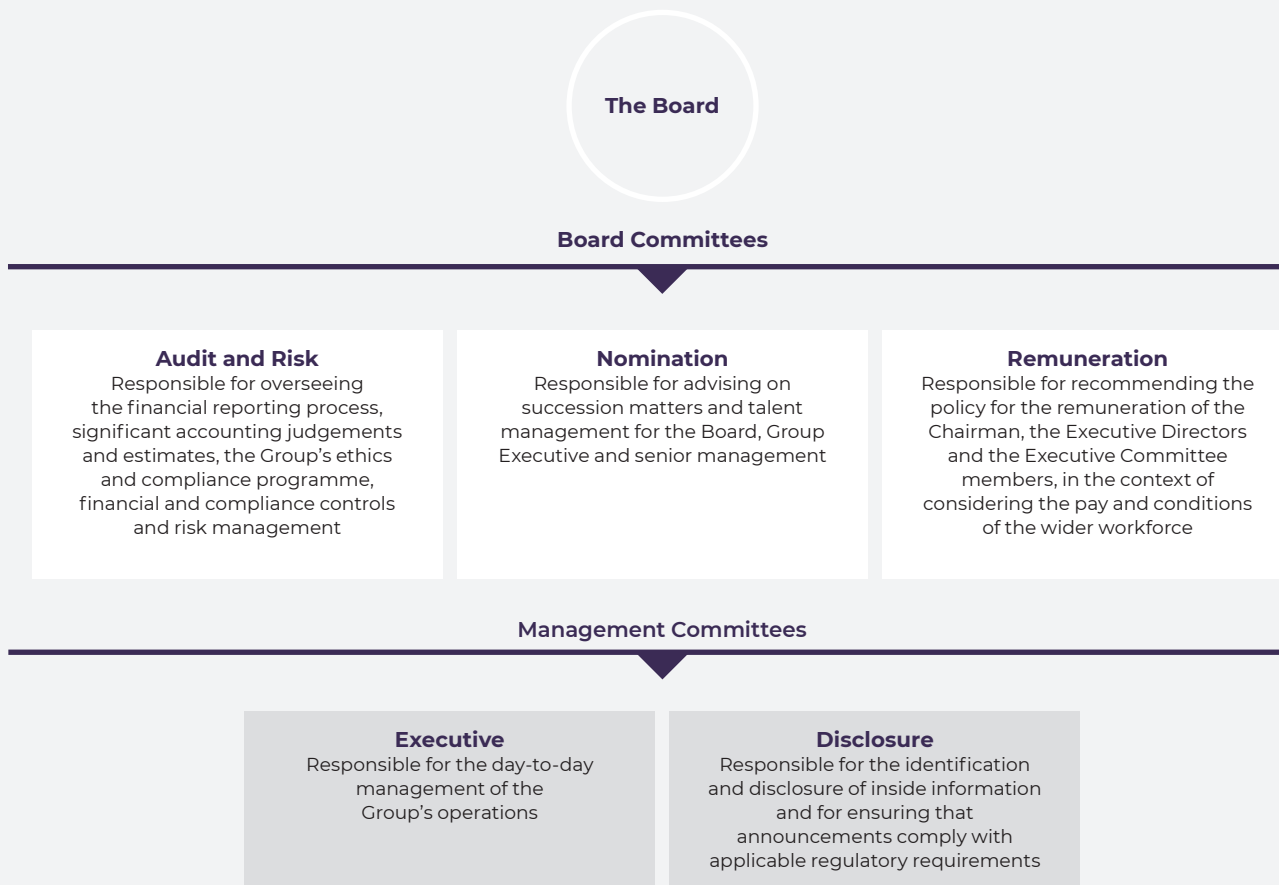 The Board
Board Committees
Audit and Risk
Responsible for overseeing
the financial reporting process,
significant accounting judgements
and estimates, the Group’s ethics
and compliance programme,
financial and compliance controls
and risk management
Nomination
Responsible for advising on
succession matters and talent
management for the Board, Group
Executive and senior management
Remuneration
Responsible for recommending the
policy for the remuneration of the
Chairman, the Executive Directors
and the Executive Committee
members, in the context of
considering the pay and conditions
of the wider workforce
Management Committees
Executive
Responsible for the day-to-day
management of the
Group’s operations
Disclosure
Responsible for the identification
and disclosure of inside information
and for ensuring that
announcements comply with
applicable regulatory requirements